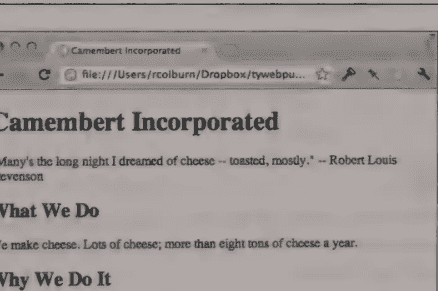 Camembert Incorporated
file:///Users/rcolburn/Dropbox/tywebpu...
Camembert Incorporated
Many's the long night I dreamed of cheese -- toasted, mostly." -- Robert Louis
evenson
What We Do
We make cheese. Lots of cheese; more than eight tons of cheese a year.
Why We Do It